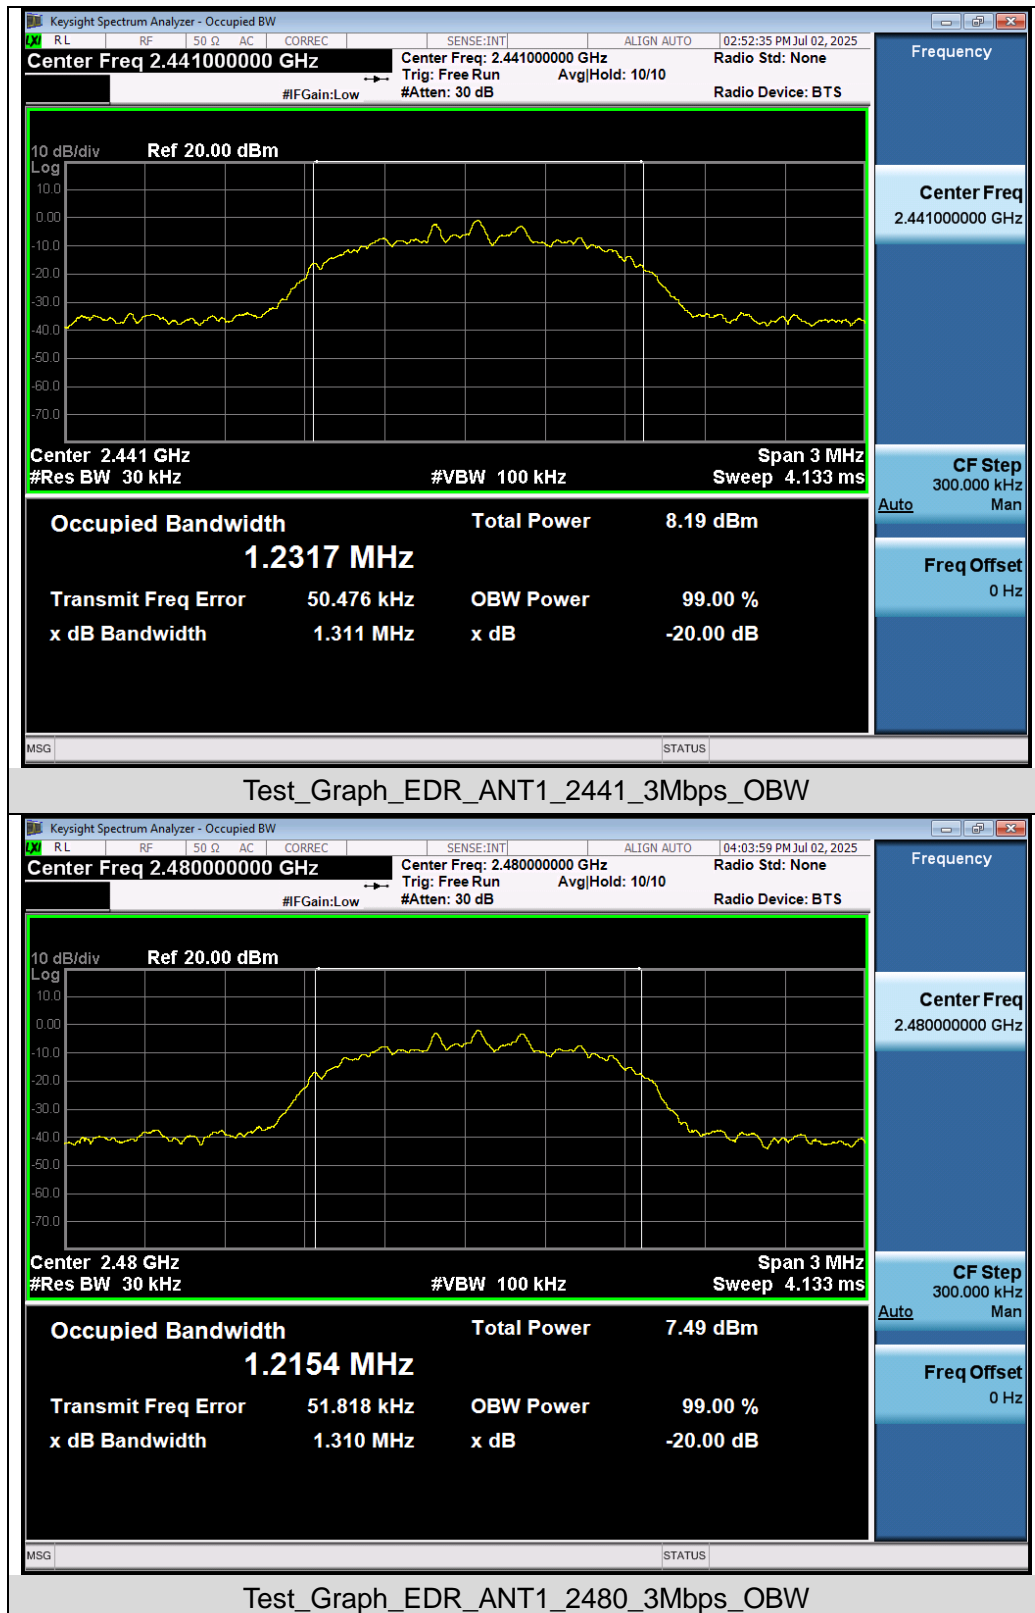 Keysight Spectrum Analyzer - Occupied BW
LXI RL RF 50 Ω AC CORREC SENSE:INT ALIGN AUTO 02:52:35 PM Jul 02, 2025
Center Freq 2.441000000 GHz
Center Freq: 2.441000000 GHz
Radio Std: None
Trig: Free Run Avg|Hold: 10/10
#IFGain:Low
#Atten: 30 dB
Radio Device: BTS
Frequency
10 dB/div Ref 20.00 dBm
Log
10.0
0.00
-10.0
-20.0
-30.0
-40.0
-50.0
-60.0
-70.0
Center 2.441 GHz Span 3 MHz
#Res BW 30 kHz #VBW 100 kHz Sweep 4.133 ms
Center Freq
2.441000000 GHz
CF Step
300.000 kHz
Auto Man
Freq Offset
0 Hz
Occupied Bandwidth Total Power 8.19 dBm
1.2317 MHz
Transmit Freq Error 50.476 kHz OBW Power 99.00 %
x dB Bandwidth 1.311 MHz x dB -20.00 dB
MSG STATUS
Test_Graph_EDR_ANT1_2441_3Mbps_OBW
Keysight Spectrum Analyzer - Occupied BW
LXI RL RF 50 Ω AC CORREC SENSE:INT ALIGN AUTO 04:03:59 PM Jul 02, 2025
Center Freq 2.480000000 GHz
Center Freq: 2.480000000 GHz
Radio Std: None
Trig: Free Run Avg|Hold: 10/10
#IFGain:Low
#Atten: 30 dB
Radio Device: BTS
Frequency
10 dB/div Ref 20.00 dBm
Log
10.0
0.00
-10.0
-20.0
-30.0
-40.0
-50.0
-60.0
-70.0
Center 2.48 GHz Span 3 MHz
#Res BW 30 kHz #VBW 100 kHz Sweep 4.133 ms
Center Freq
2.480000000 GHz
CF Step
300.000 kHz
Auto Man
Freq Offset
0 Hz
Occupied Bandwidth Total Power 7.49 dBm
1.2154 MHz
Transmit Freq Error 51.818 kHz OBW Power 99.00 %
x dB Bandwidth 1.310 MHz x dB -20.00 dB
MSG STATUS
Test_Graph_EDR_ANT1_2480_3Mbps_OBW